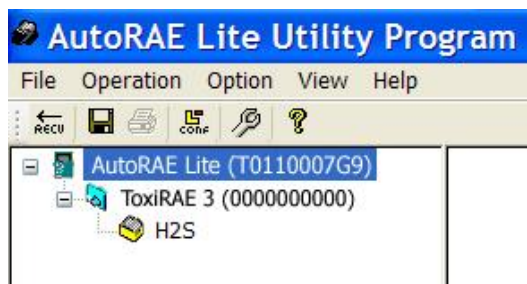 AutoRAE Lite Utility Program
File Operation Option View Help
RECV CONF
AutoRAE Lite (T0110007G9)
ToxiRAE 3 (0000000000)
H2S